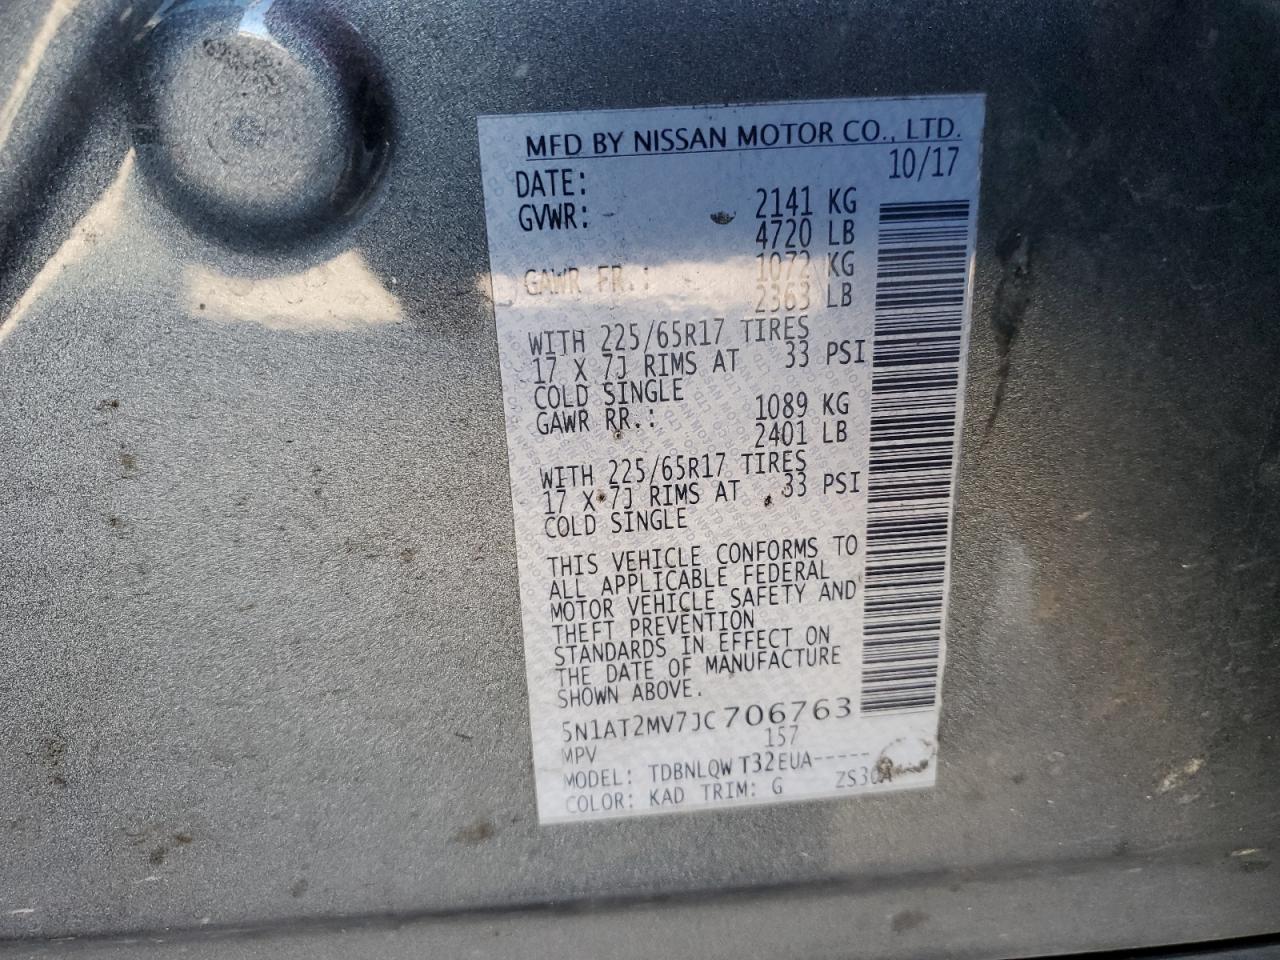 MFD BY NISSAN MOTOR CO., LTD.
DATE: 10/17
GVWR: 2141 KG
4720 LB
GAWR FR.: 1072 KG
2363 LB
WITH 225/65R17 TIRES
17 X 7J RIMS AT 33 PSI
COLD SINGLE
GAWR RR.: 1089 KG
2401 LB
WITH 225/65R17 TIRES
17 X 7J RIMS AT 33 PSI
COLD SINGLE
THIS VEHICLE CONFORMS TO
ALL APPLICABLE FEDERAL
MOTOR VEHICLE SAFETY AND
THEFT PREVENTION
STANDARDS IN EFFECT ON
THE DATE OF MANUFACTURE
SHOWN ABOVE.
5N1AT2MV7JC706763
MPV 157
MODEL: TDBNLQW T32EUA-----
COLOR: KAD TRIM: G